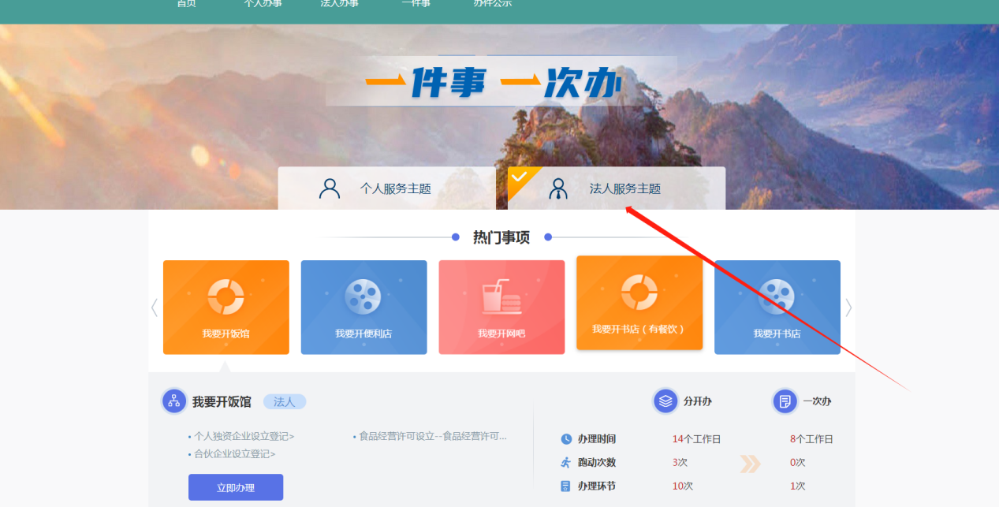 首页 个人办事 法人办事 一件事 办件公示
一件事 一次办
个人服务主题
法人服务主题
热门事项
我要开饭馆
我要开便利店
我要开网吧
我要开书店（有餐饮）
我要开书店
我要开饭馆 法人
个人独资企业设立登记>
食品经营许可设立--食品经营许可...
合伙企业设立登记>
立即办理
分开办 一次办
办理时间 14个工作日 8个工作日
跑动次数 3次 0次
办理环节 10次 1次